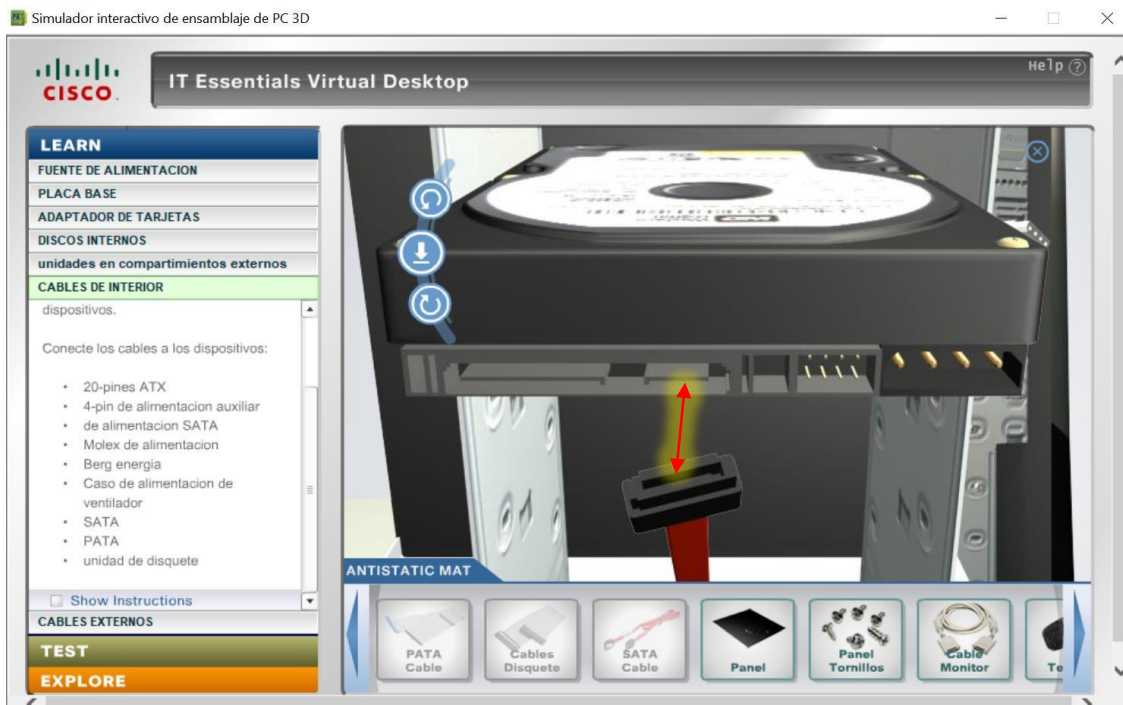 Simulador interactivo de ensamblaje de PC 3D
CISCO
IT Essentials Virtual Desktop
Help ?
LEARN
FUENTE DE ALIMENTACION
PLACA BASE
ADAPTADOR DE TARJETAS
DISCOS INTERNOS
unidades en compartimientos externos
CABLES DE INTERIOR
dispositivos.
Conecte los cables a los dispositivos:
• 20-pines ATX
• 4-pin de alimentacion auxiliar
• de alimentacion SATA
• Molex de alimentacion
• Berg energia
• Caso de alimentacion de
ventilador
• SATA
• PATA
• unidad de disquete
Show Instructions
CABLES EXTERNOS
TEST
EXPLORE
ANTISTATIC MAT
PATA
Cable
Cables
Disquete
SATA
Cable
Panel
Panel
Tornillos
Cable
Monitor
Te